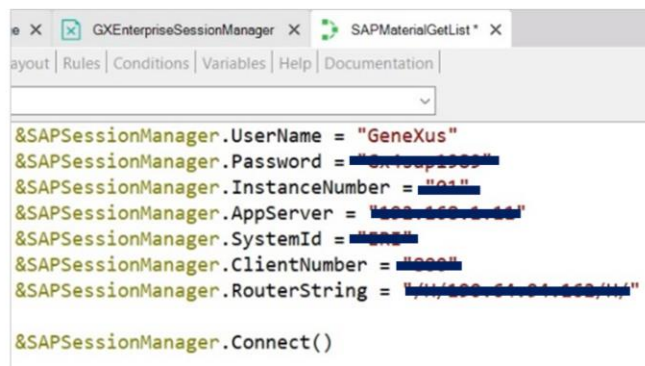 e X GXEnterpriseSessionManager X SAPMaterialGetList* X
ayout | Rules | Conditions | Variables | Help | Documentation |
&SAPSessionManager.UserName = "GeneXus"
&SAPSessionManager.Password =
&SAPSessionManager.InstanceNumber =
&SAPSessionManager.AppServer =
&SAPSessionManager.SystemId =
&SAPSessionManager.ClientNumber =
&SAPSessionManager.RouterString =
&SAPSessionManager.Connect()